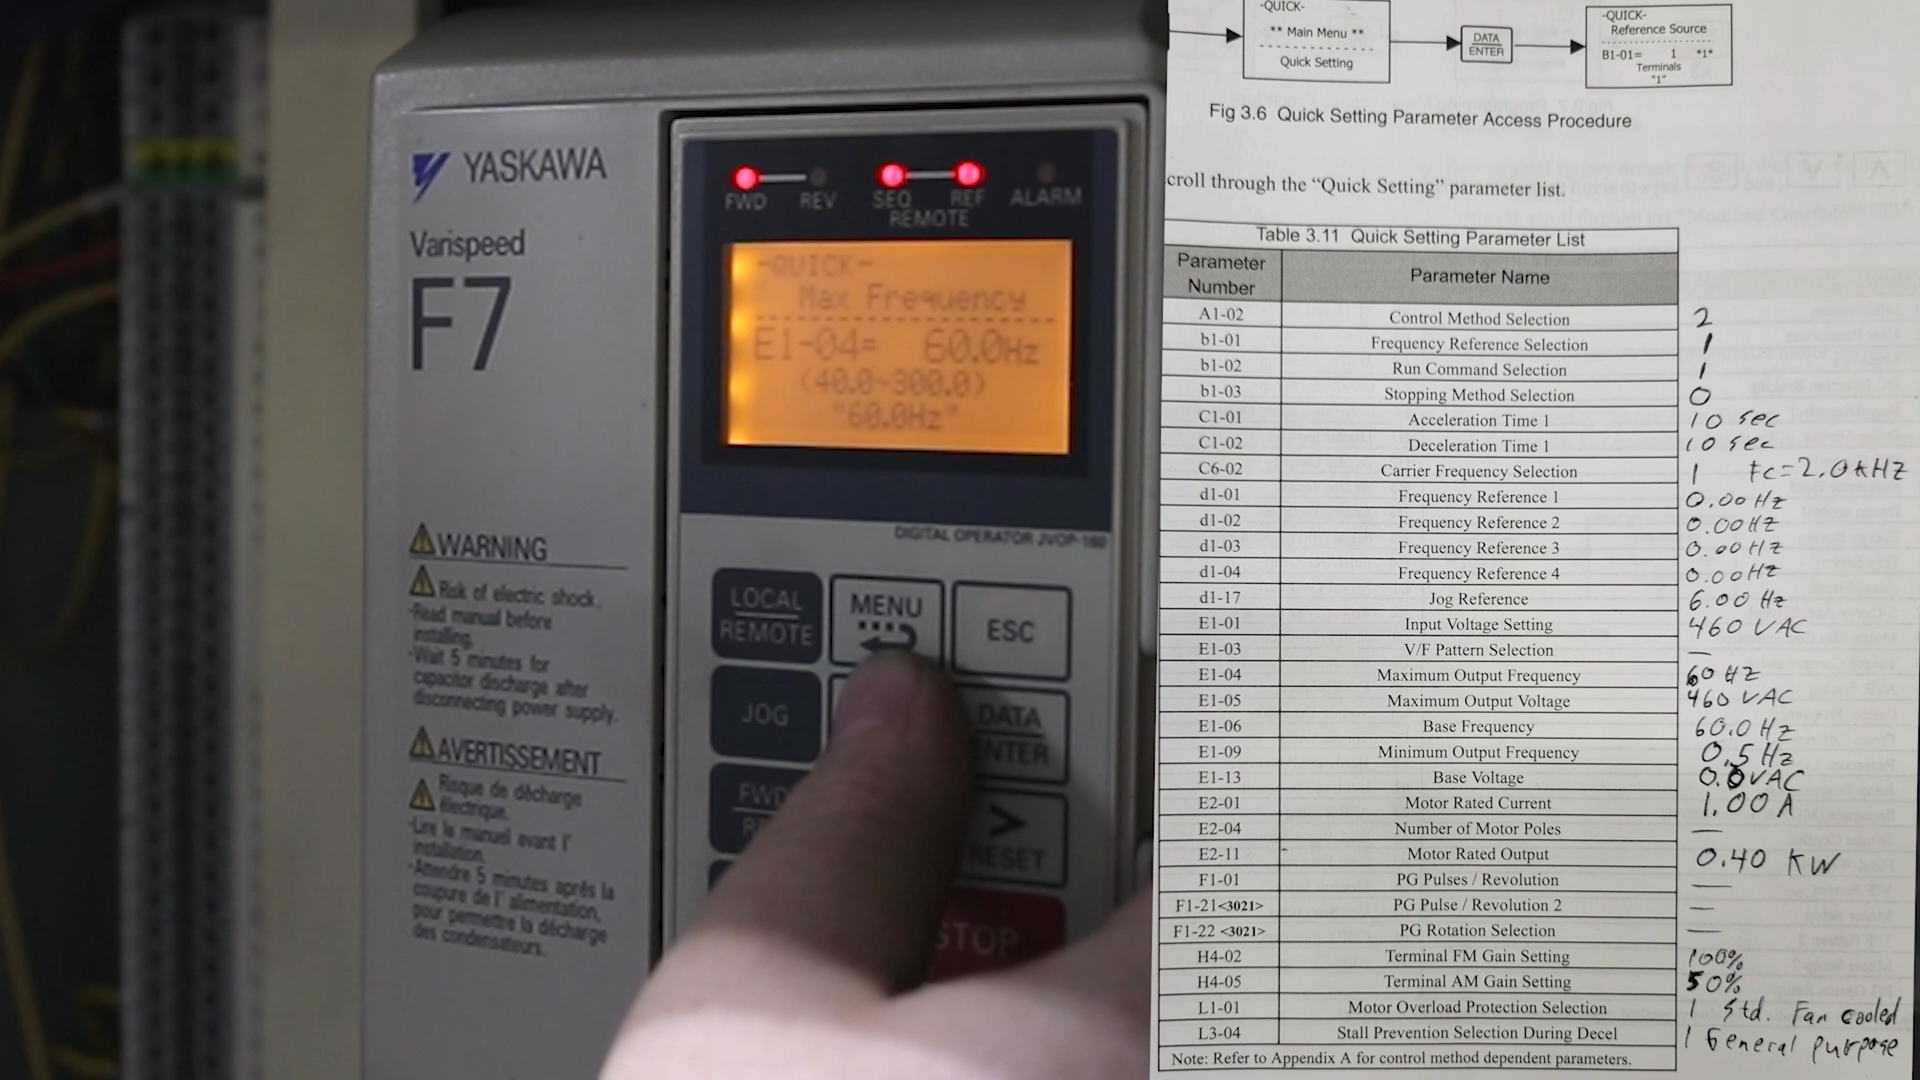 YASKAWA
Varispeed
F7
WARNING
Risk of electric shock.
-Read manual before
installing.
-Wait 5 minutes for
capacitor discharge after
disconnecting power supply.
AVERTISSEMENT
Risque de décharge
électrique.
-Lire le manuel avant l'
installation.
-Attendre 5 minutes après la
coupure de l' alimentation,
pour permettre la décharge
des condensateurs.
FWD REV SEQ REF ALARM
REMOTE
-QUICK-
Max Frequency
E1-04= 60.0Hz
(40.0~300.0)
"60.0Hz"
DIGITAL OPERATOR JVOP-160
LOCAL
REMOTE
MENU
ESC
JOG
DATA
ENTER
FWD
>
RESET
STOP
-QUICK-
** Main Menu **
Quick Setting
DATA
ENTER
-QUICK-
Reference Source
B1-01= 1 *1*
Terminals
"1"
Fig 3.6 Quick Setting Parameter Access Procedure
croll through the “Quick Setting” parameter list.
Table 3.11 Quick Setting Parameter List
Parameter Number Parameter Name
A1-02 Control Method Selection 2
b1-01 Frequency Reference Selection 1
b1-02 Run Command Selection 1
b1-03 Stopping Method Selection 0
C1-01 Acceleration Time 1 10 sec
C1-02 Deceleration Time 1 10 sec
C6-02 Carrier Frequency Selection 1 Fc=2.0kHz
d1-01 Frequency Reference 1 0.00 Hz
d1-02 Frequency Reference 2 0.00 Hz
d1-03 Frequency Reference 3 0.00 Hz
d1-04 Frequency Reference 4 0.00 Hz
d1-17 Jog Reference 6.00 Hz
E1-01 Input Voltage Setting 460 VAC
E1-03 V/F Pattern Selection —
E1-04 Maximum Output Frequency 60 Hz
E1-05 Maximum Output Voltage 460 VAC
E1-06 Base Frequency 60.0 Hz
E1-09 Minimum Output Frequency 0.5 Hz
E1-13 Base Voltage 0.0 VAC
E2-01 Motor Rated Current 1.00 A
E2-04 Number of Motor Poles —
E2-11 Motor Rated Output 0.40 KW
F1-01 PG Pulses / Revolution —
F1-21<3021> PG Pulse / Revolution 2 —
F1-22 <3021> PG Rotation Selection —
H4-02 Terminal FM Gain Setting 100%
H4-05 Terminal AM Gain Setting 50%
L1-01 Motor Overload Protection Selection 1 Std. Fan cooled
L3-04 Stall Prevention Selection During Decel 1 General purpose
Note: Refer to Appendix A for control method dependent parameters.